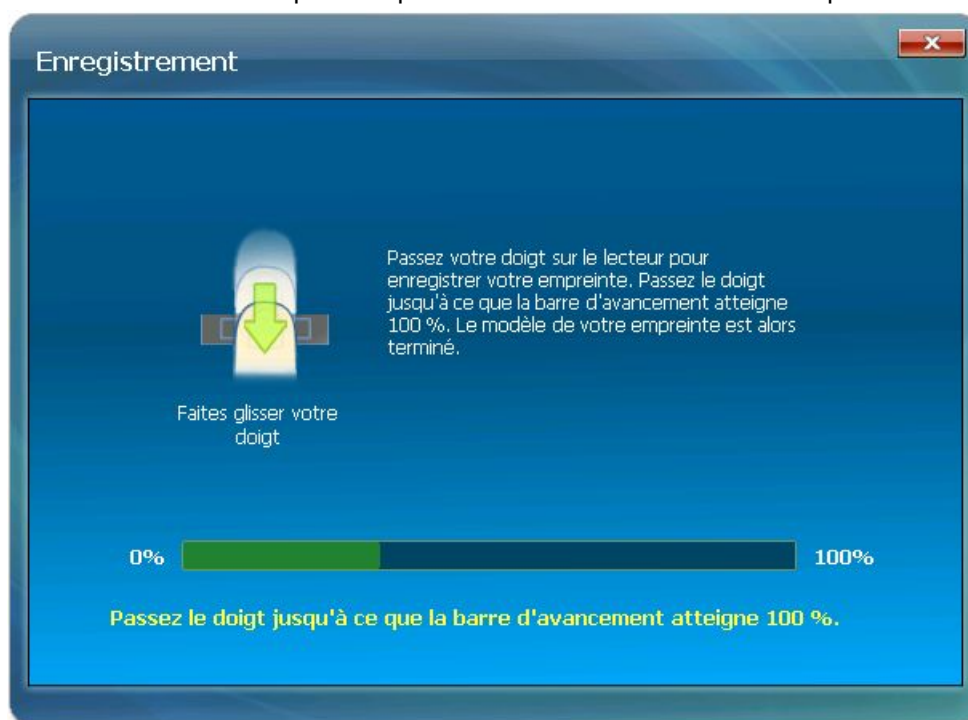 Enregistrement
Passez votre doigt sur le lecteur pour
enregistrer votre empreinte. Passez le doigt
jusqu'à ce que la barre d'avancement atteigne
100 %. Le modèle de votre empreinte est alors
terminé.
Faites glisser votre
doigt
0%
100%
Passez le doigt jusqu'à ce que la barre d'avancement atteigne 100 %.